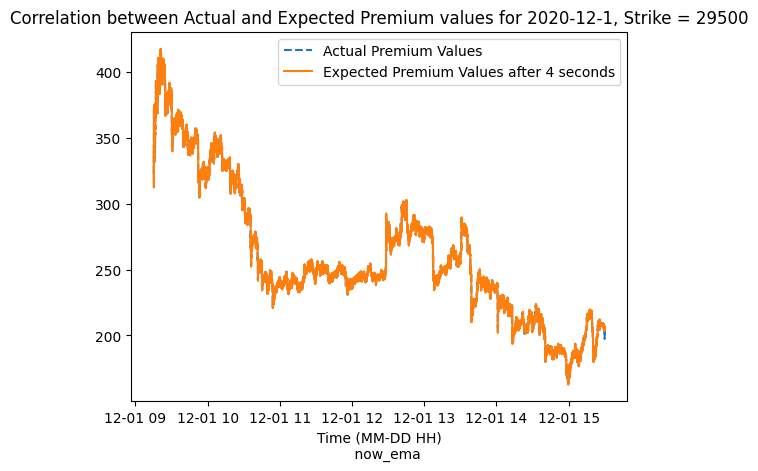 Correlation between Actual and Expected Premium values for 2020-12-1, Strike = 29500
Actual Premium Values
Expected Premium Values after 4 seconds
400
350
300
250
200
12-01 09 12-01 10 12-01 11 12-01 12 12-01 13 12-01 14 12-01 15
Time (MM-DD HH)
now_ema